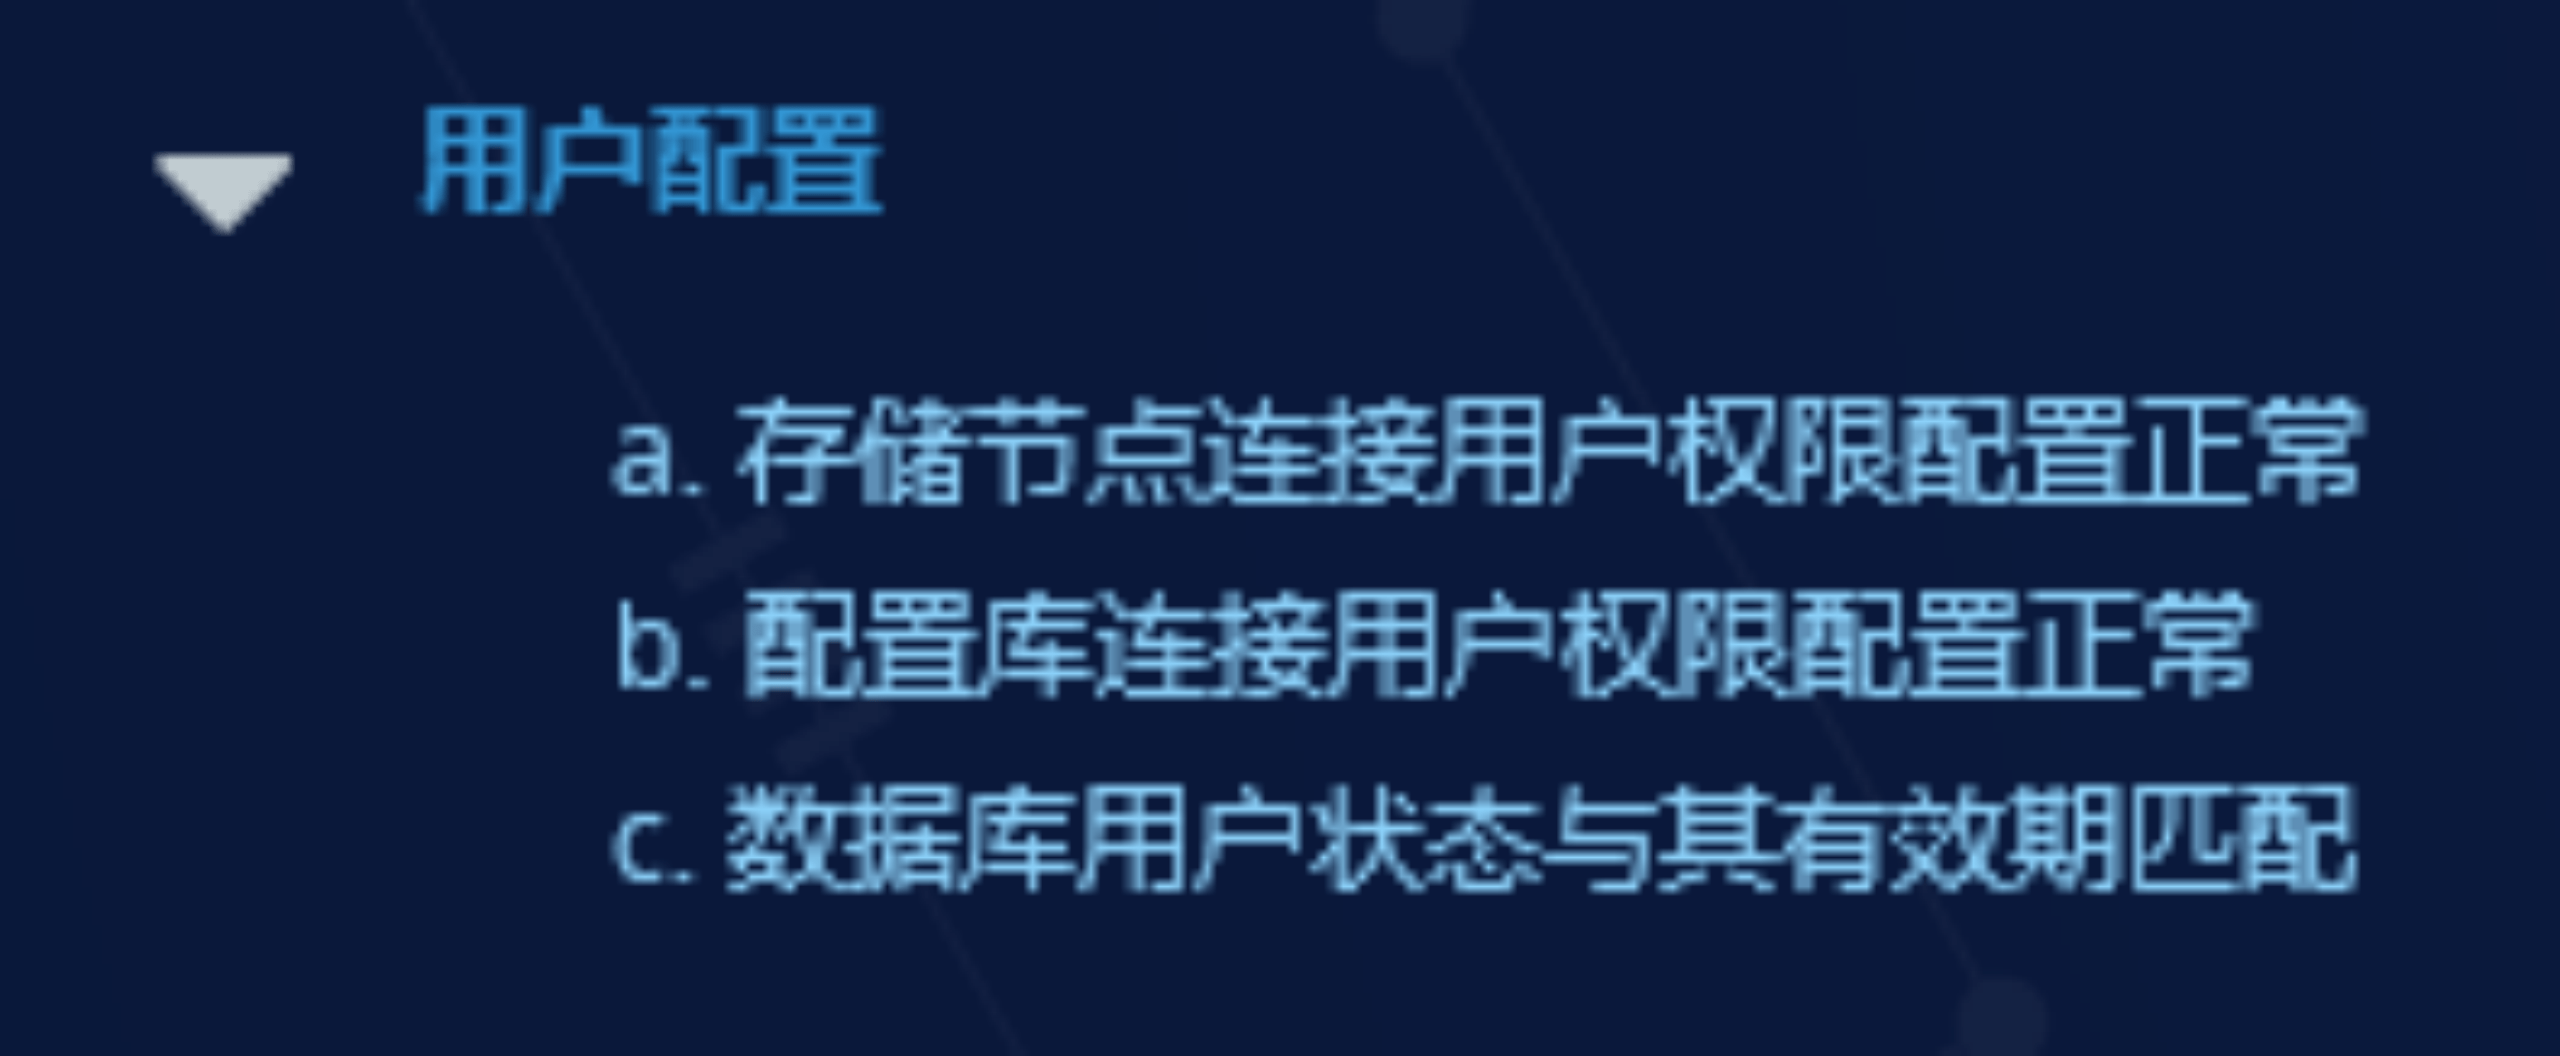 用户配置
a. 存储节点连接用户权限配置正常
b. 配置库连接用户权限配置正常
c. 数据库用户状态与其有效期匹配